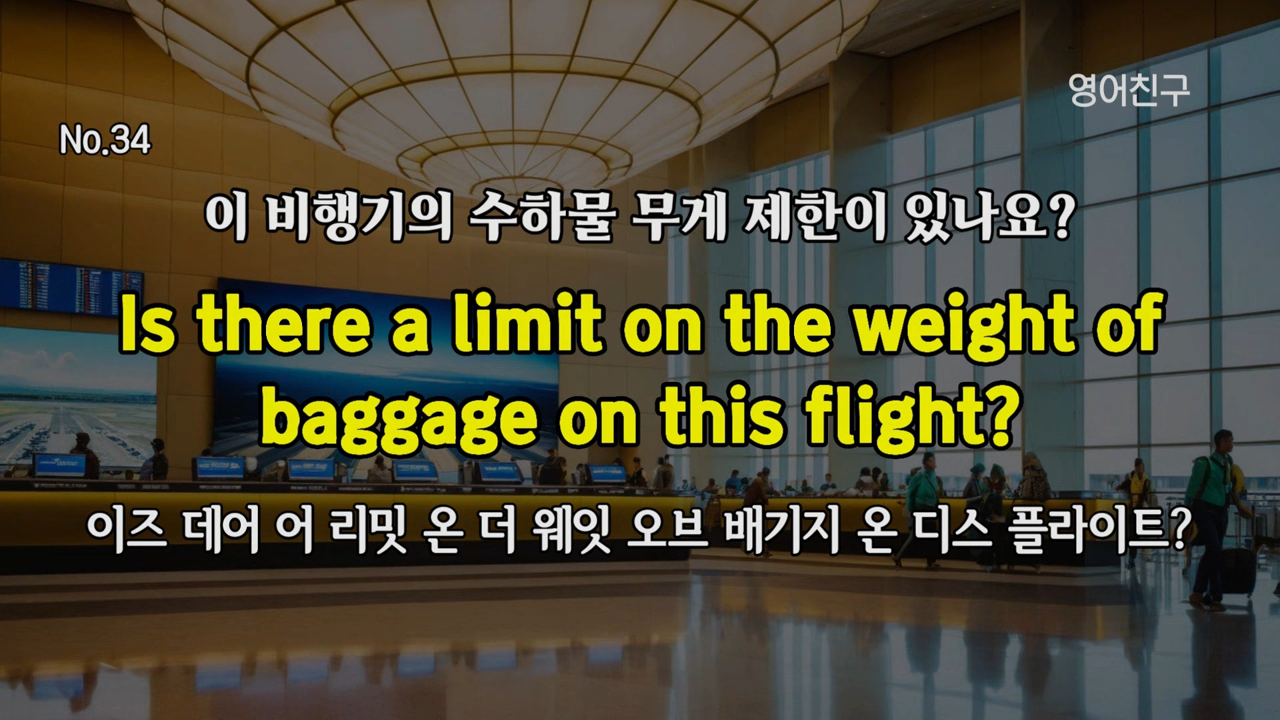 영어친구
No.34
이 비행기의 수하물 무게 제한이 있나요?
Is there a limit on the weight of
baggage on this flight?
이즈 데어 어 리밋 온 더 웨잇 오브 배기지 온 디스 플라이트?